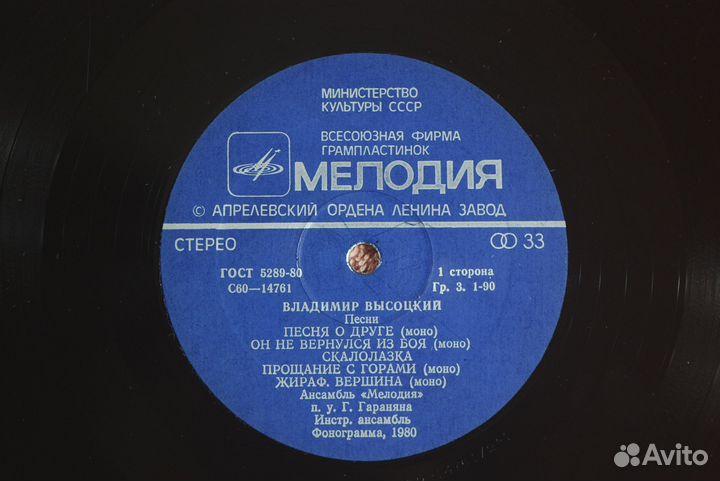 МИНИСТЕРСТВО
КУЛЬТУРЫ СССР
ВСЕСОЮЗНАЯ ФИРМА
ГРАМПЛАСТИНОК
МЕЛОДИЯ
© АПРЕЛЕВСКИЙ ОРДЕНА ЛЕНИНА ЗАВОД
СТЕРЕО 33
ГОСТ 5289-80 1 сторона
С60—14761 Гр. 3. 1-90
ВЛАДИМИР ВЫСОЦКИЙ
Песни
ПЕСНЯ О ДРУГЕ (моно)
ОН НЕ ВЕРНУЛСЯ ИЗ БОЯ (моно)
СКАЛОЛАЗКА
ПРОЩАНИЕ С ГОРАМИ (моно)
ЖИРАФ. ВЕРШИНА (моно)
Ансамбль «Мелодия»
п. у. Г. Гараняна
Инстр. ансамбль
Фонограмма, 1980
Avito